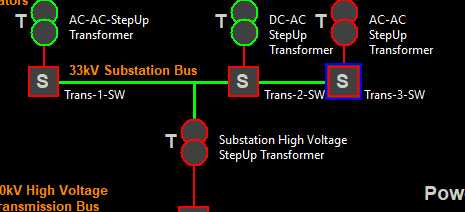 ators
T
AC-AC-StepUp
Transformer
T
DC-AC
StepUp
Transformer
T
AC-AC
StepUp
Transformer
33kV Substation Bus
S
Trans-1-SW
S
Trans-2-SW
S
Trans-3-SW
T
Substation High Voltage
StepUp Transformer
0kV High Voltage
ransmission Bus
Pow